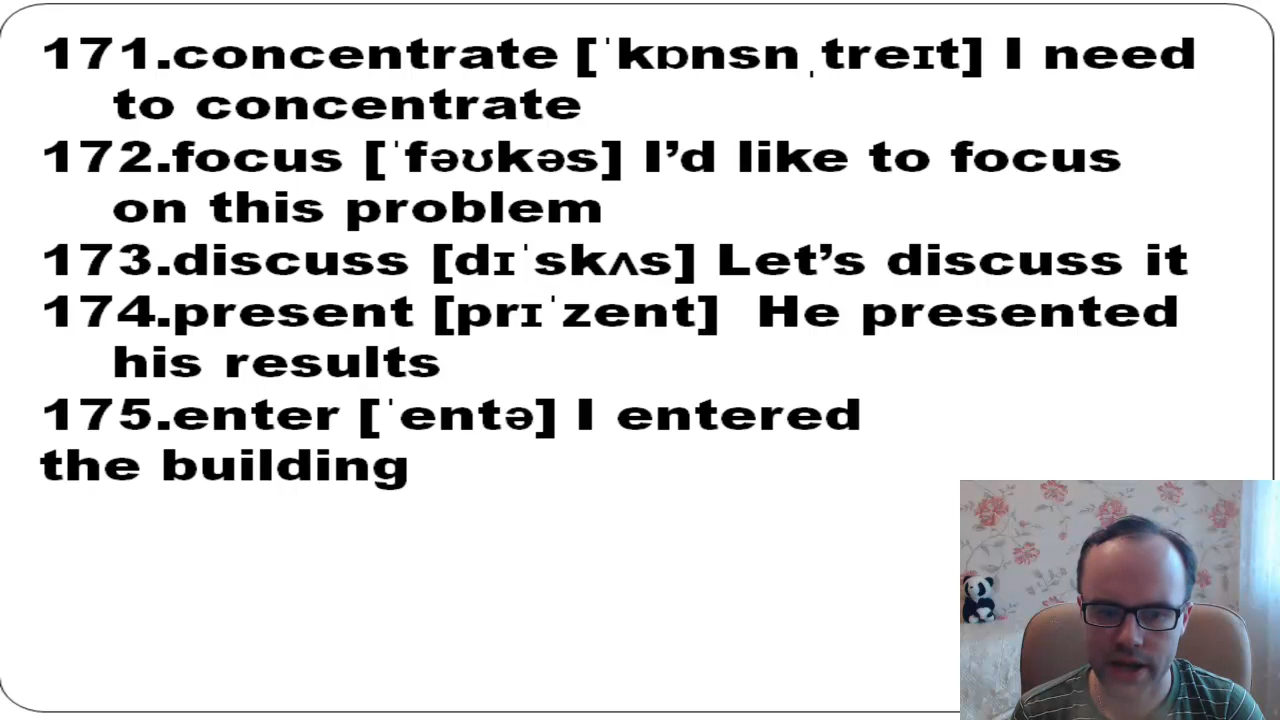 171.concentrate [ˈkɒnsnˌtreɪt] I need
to concentrate
172.focus [ˈfəʊkəs] I’d like to focus
on this problem
173.discuss [dɪˈskʌs] Let’s discuss it
174.present [prɪˈzent]  He presented
his results
175.enter [ˈentə] I entered
the building